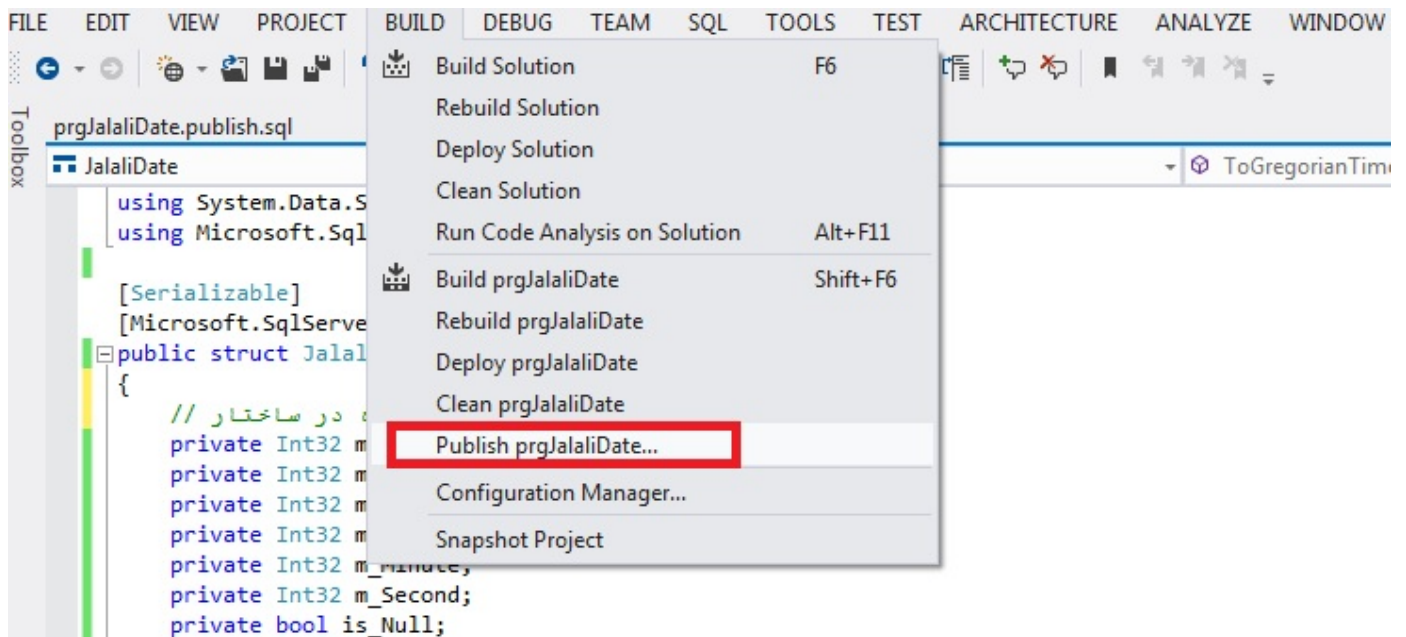 FILE EDIT VIEW PROJECT BUILD DEBUG TEAM SQL TOOLS TEST ARCHITECTURE ANALYZE WINDOW
Build Solution F6
Rebuild Solution
Deploy Solution
Clean Solution
Run Code Analysis on Solution Alt+F11
Build prgJalaliDate Shift+F6
Rebuild prgJalaliDate
Deploy prgJalaliDate
Clean prgJalaliDate
Publish prgJalaliDate...
Configuration Manager...
Snapshot Project
Toolbox
prgJalaliDate.publish.sql
JalaliDate
ToGregorianTim
using System.Data.S
using Microsoft.Sql
[Serializable]
[Microsoft.SqlServe
public struct Jalal
{
// در ساختار
private Int32 m
private Int32 m
private Int32 m
private Int32 m
private Int32 m_Minute;
private Int32 m_Second;
private bool is_Null;